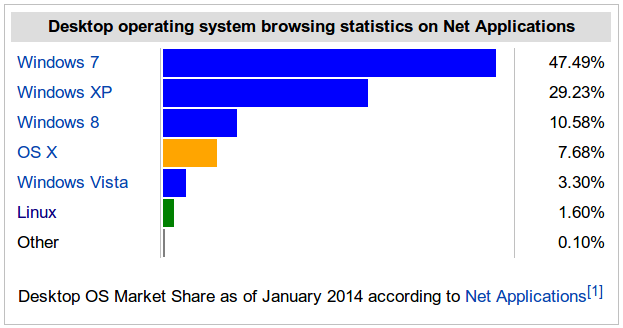 Desktop operating system browsing statistics on Net Applications
Windows 7 47.49%
Windows XP 29.23%
Windows 8 10.58%
OS X 7.68%
Windows Vista 3.30%
Linux 1.60%
Other 0.10%
Desktop OS Market Share as of January 2014 according to Net Applications[1]